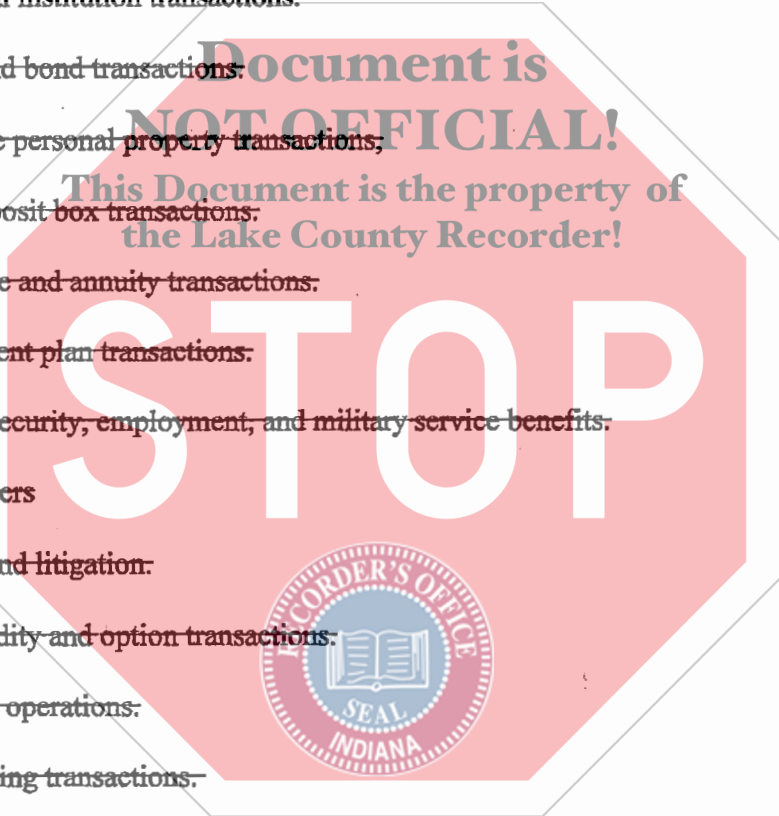 institution transactions.
Document is
d bond transactions.
NOT OFFICIAL!
e personal property transactions,
This Document is the property of
posit box transactions.
the Lake County Recorder!
e and annuity transactions.
ent plan transactions.
STOP
ecurity, employment, and military service benefits.
ers
nd litigation.
RECORDER'S OFFICE
dity and option transactions.
operations.
SEAL
INDIANA
ing transactions.